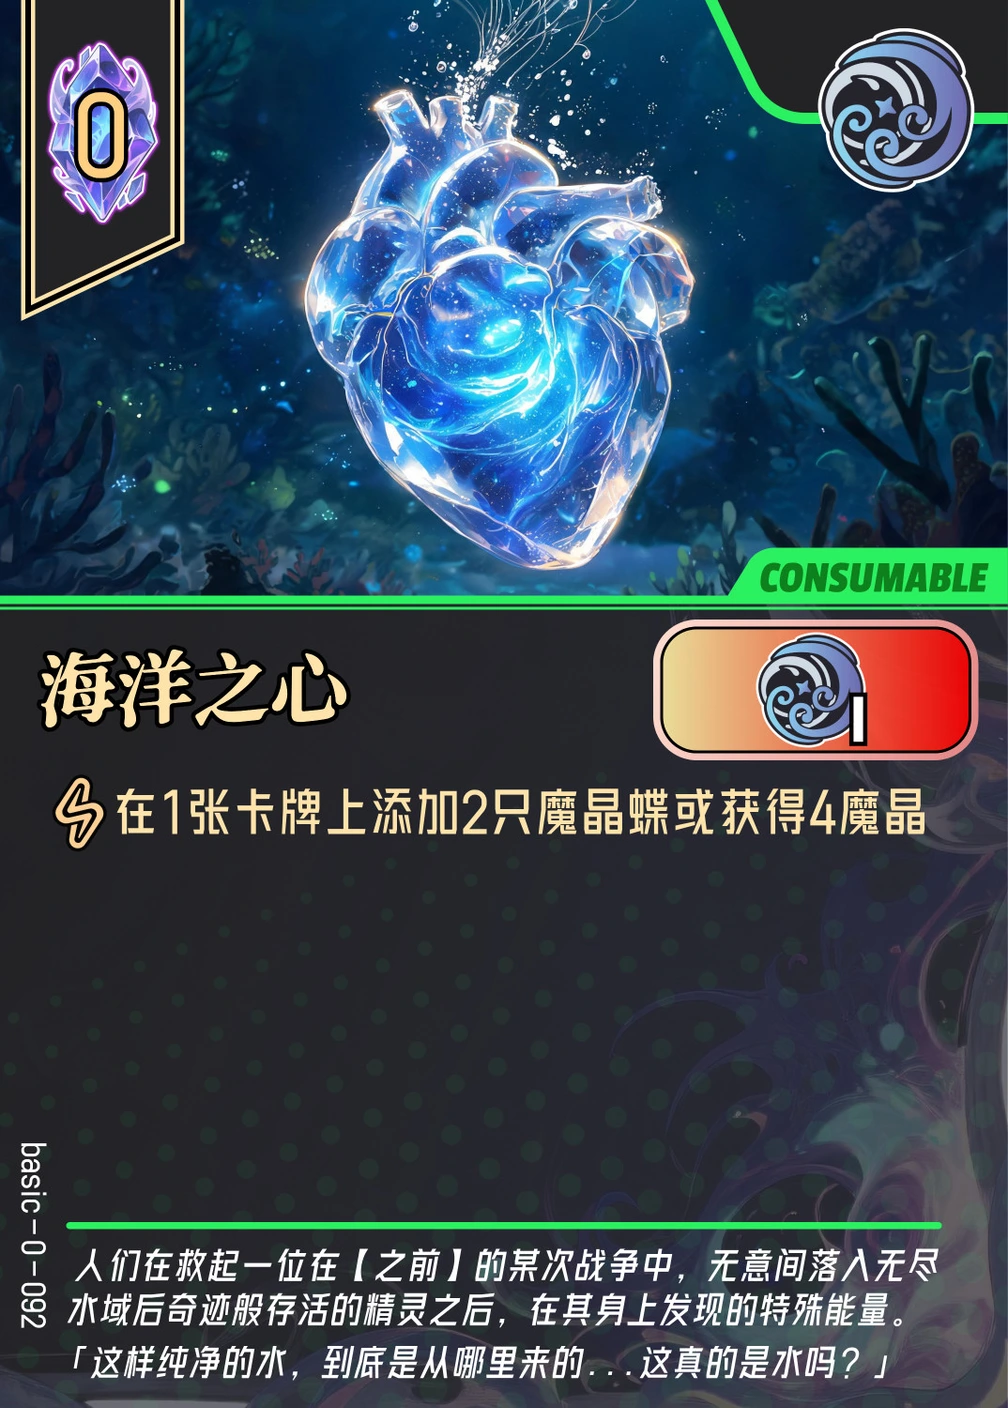 0
CONSUMABLE
海洋之心
1
在1张卡牌上添加2只魔晶蝶或获得4魔晶
basic-0-092
人们在救起一位在【之前】的某次战争中，无意间落入无尽
水域后奇迹般存活的精灵之后，在其身上发现的特殊能量。
「这样纯净的水，到底是从哪里来的...这真的是水吗？」